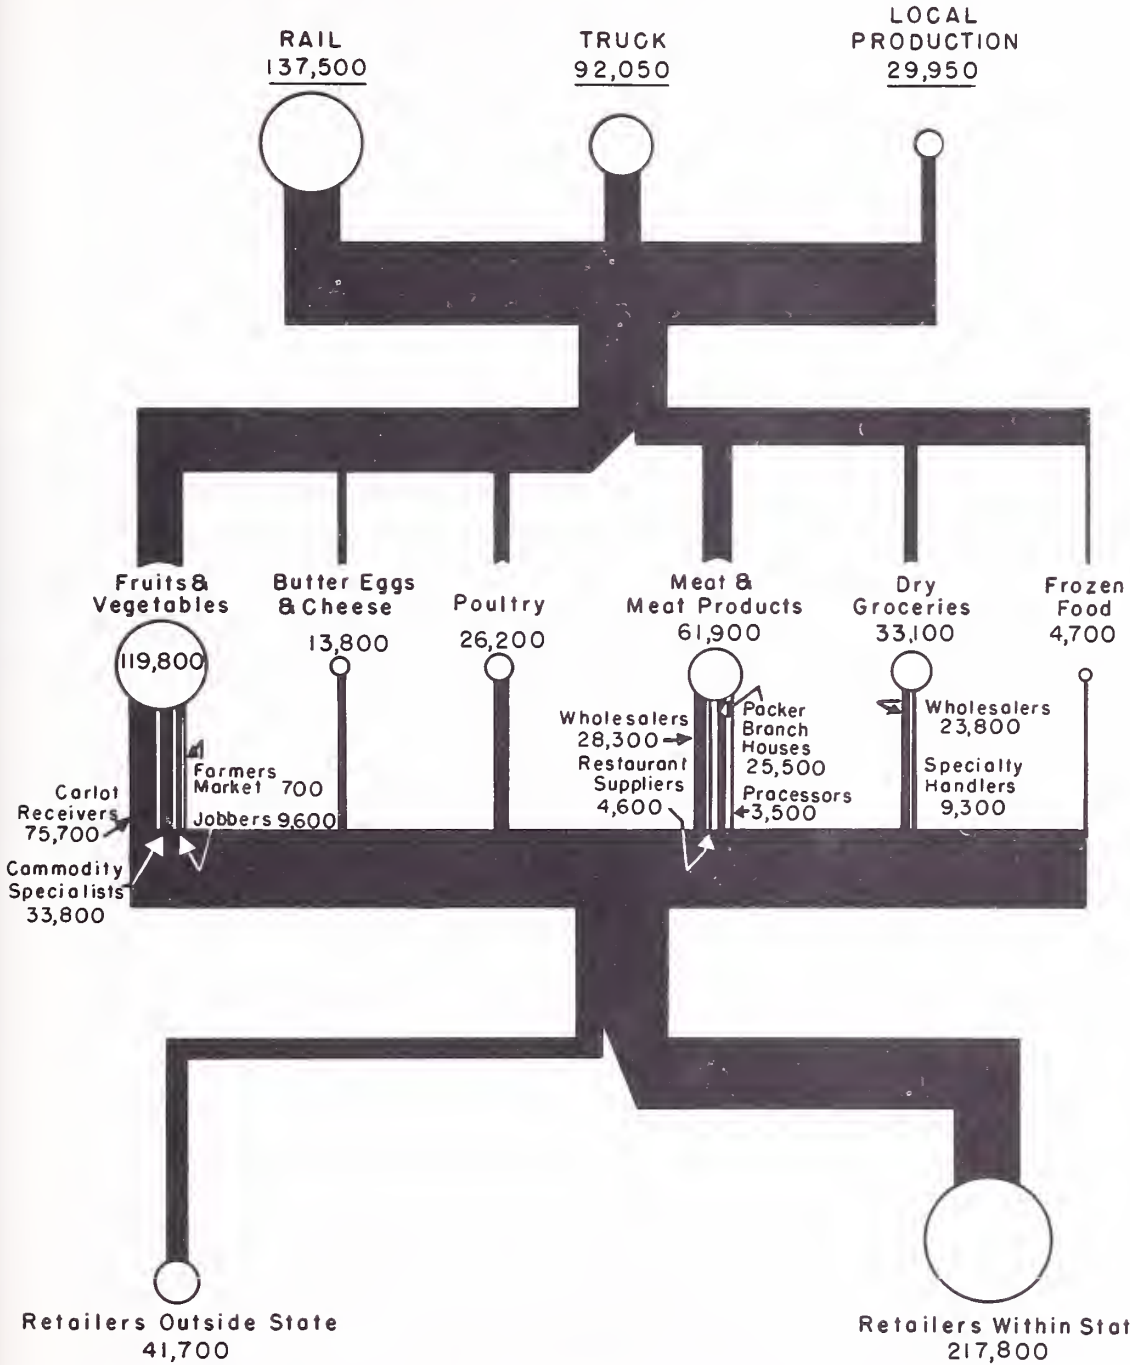 RAIL
137,500
TRUCK
92,050
LOCAL
PRODUCTION
29,950
Fruits &
Vegetables
119,800
Butter Eggs
& Cheese
13,800
Poultry
26,200
Meat &
Meat Products
61,900
Dry
Groceries
33,100
Frozen
Food
4,700
Carlot
Receivers
75,700
Commodity
Specialists
33,800
Farmers
Market 700
Jobbers 9,600
Wholesalers
28,300
Restaurant
Suppliers
4,600
Packer
Branch
Houses
25,500
Processors
3,500
Wholesalers
23,800
Specialty
Handlers
9,300
Retailers Outside State
41,700
Retailers Within Stat
217,800